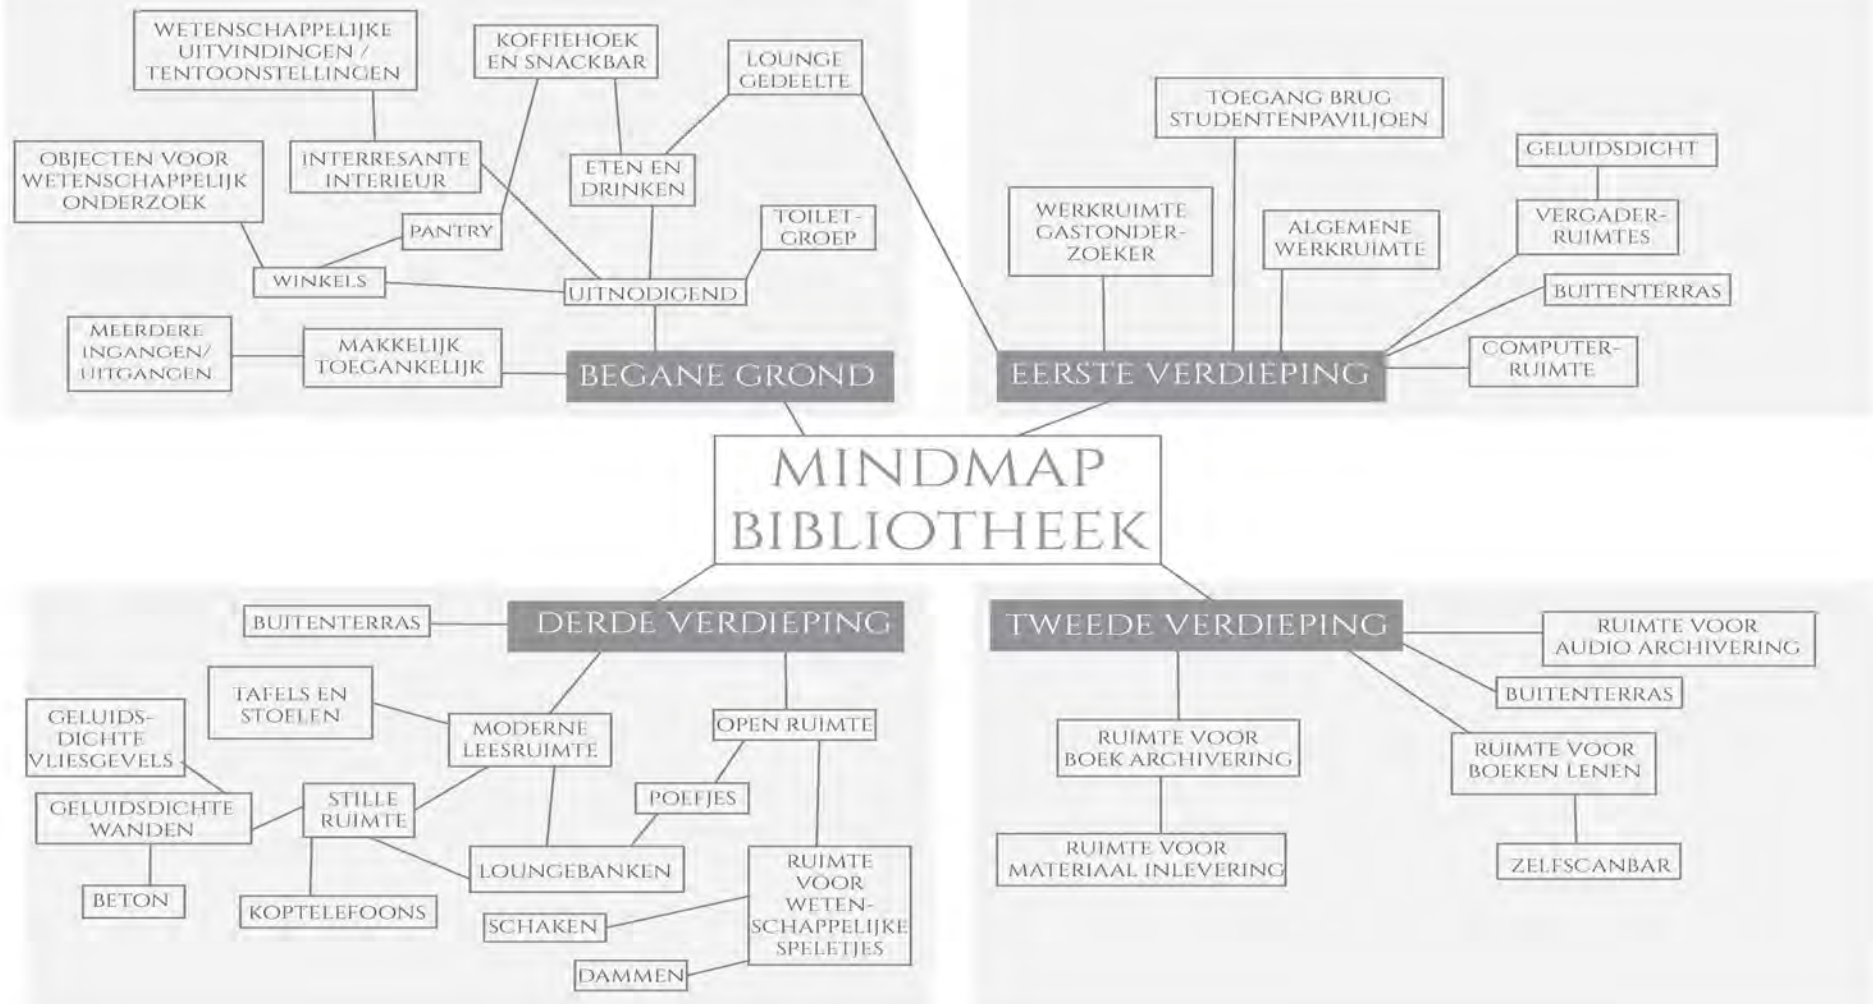 WETENSCHAPPELIJKE
UITVINDINGEN /
TENTOONSTELLINGEN
KOFFIEHOEK
EN SNACKBAR
LOUNGE
GEDEELTE
OBJECTEN VOOR
WETENSCHAPPELIJK
ONDERZOEK
INTERRESANTE
INTERIEUR
ETEN EN
DRINKEN
PANTRY
TOILET-
GROEP
WINKELS
UITNODIGEND
MEERDERE
INGANGEN/
UITGANGEN
MAKKELIJK
TOEGANKELIJK
BEGANE GROND
TOEGANG BRUG
STUDENTENPAVILJOEN
GELUIDSDICHT
WERKRUIMTE
GASTONDER-
ZOEKER
ALGEMENE
WERKRUIMTE
VERGADER-
RUIMTES
BUITENTERRAS
COMPUTER-
RUIMTE
EERSTE VERDIEPING
MINDMAP
BIBLIOTHEEK
BUITENTERRAS
DERDE VERDIEPING
TAFELS EN
STOELEN
GELUIDS-
DICHTE
VLIESGEVELS
MODERNE
LEESRUIMTE
OPEN RUIMTE
GELUIDSDICHTE
WANDEN
STILLE
RUIMTE
POEFJES
BETON
KOPTELEFOONS
LOUNGEBANKEN
RUIMTE
VOOR
WETEN-
SCHAPPELIJKE
SPELETJES
SCHAKEN
DAMMEN
TWEEDE VERDIEPING
RUIMTE VOOR
AUDIO ARCHIVERING
BUITENTERRAS
RUIMTE VOOR
BOEK ARCHIVERING
RUIMTE VOOR
BOEKEN LENEN
RUIMTE VOOR
MATERIAAL INLEVERING
ZELFSCANBAR